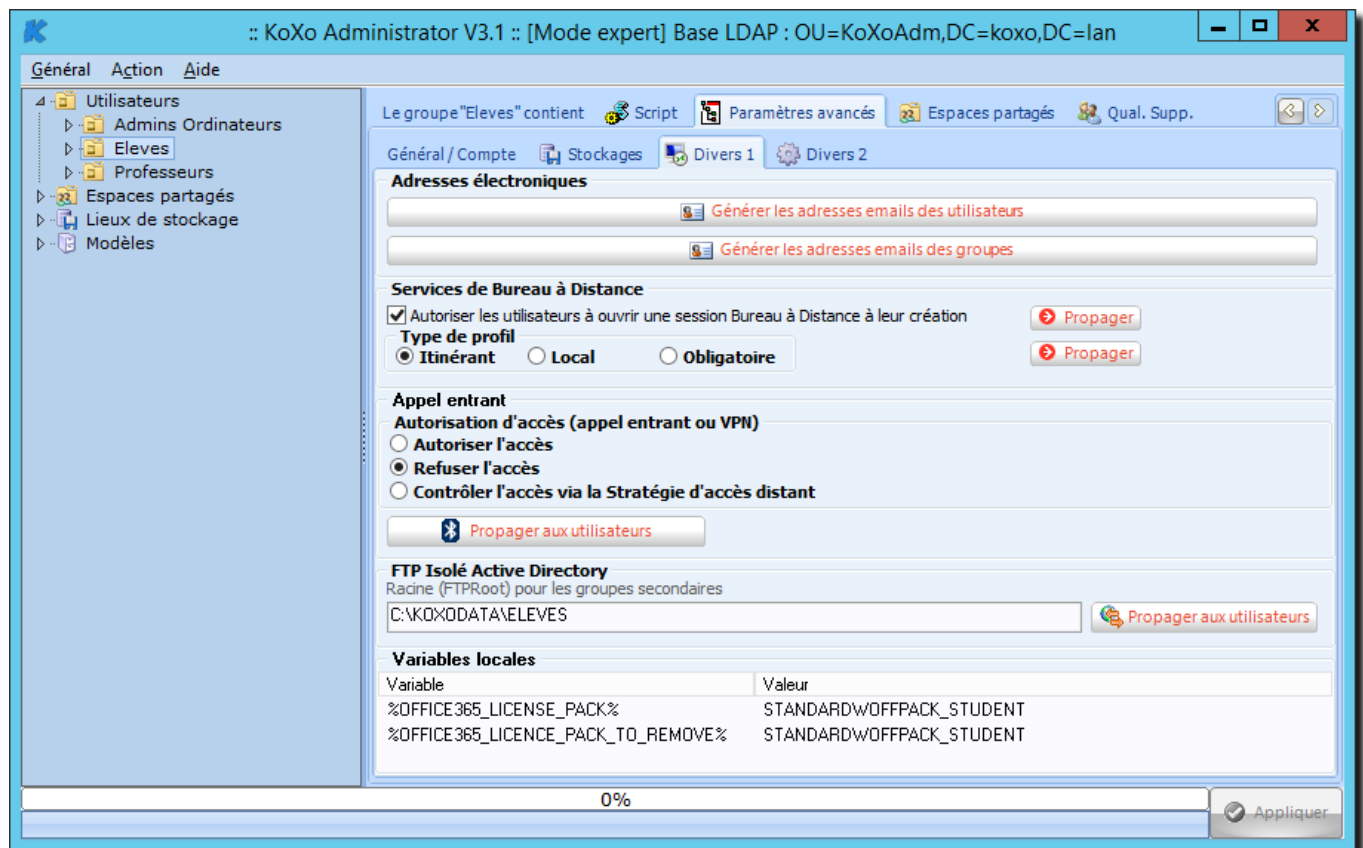 :: KoXo Administrator V3.1 :: [Mode expert] Base LDAP : OU=KoXoAdm,DC=koxo,DC=lan
Général Action Aide
Utilisateurs
Admins Ordinateurs
Eleves
Professeurs
Espaces partagés
Lieux de stockage
Modèles
Le groupe "Eleves" contient Script Paramètres avancés Espaces partagés Qual. Supp.
Général / Compte Stockages Divers 1 Divers 2
Adresses électroniques
Générer les adresses emails des utilisateurs
Générer les adresses emails des groupes
Services de Bureau à Distance
Autoriser les utilisateurs à ouvrir une session Bureau à Distance à leur création Propager
Type de profil
Itinérant Local Obligatoire Propager
Appel entrant
Autorisation d'accès (appel entrant ou VPN)
Autoriser l'accès
Refuser l'accès
Contrôler l'accès via la Stratégie d'accès distant
Propager aux utilisateurs
FTP Isolé Active Directory
Racine (FTPRoot) pour les groupes secondaires
C:\KOXODATA\ELEVES Propager aux utilisateurs
Variables locales
Variable Valeur
%OFFICE365_LICENSE_PACK% STANDARDWOFFPACK_STUDENT
%OFFICE365_LICENCE_PACK_TO_REMOVE% STANDARDWOFFPACK_STUDENT
0%
Appliquer